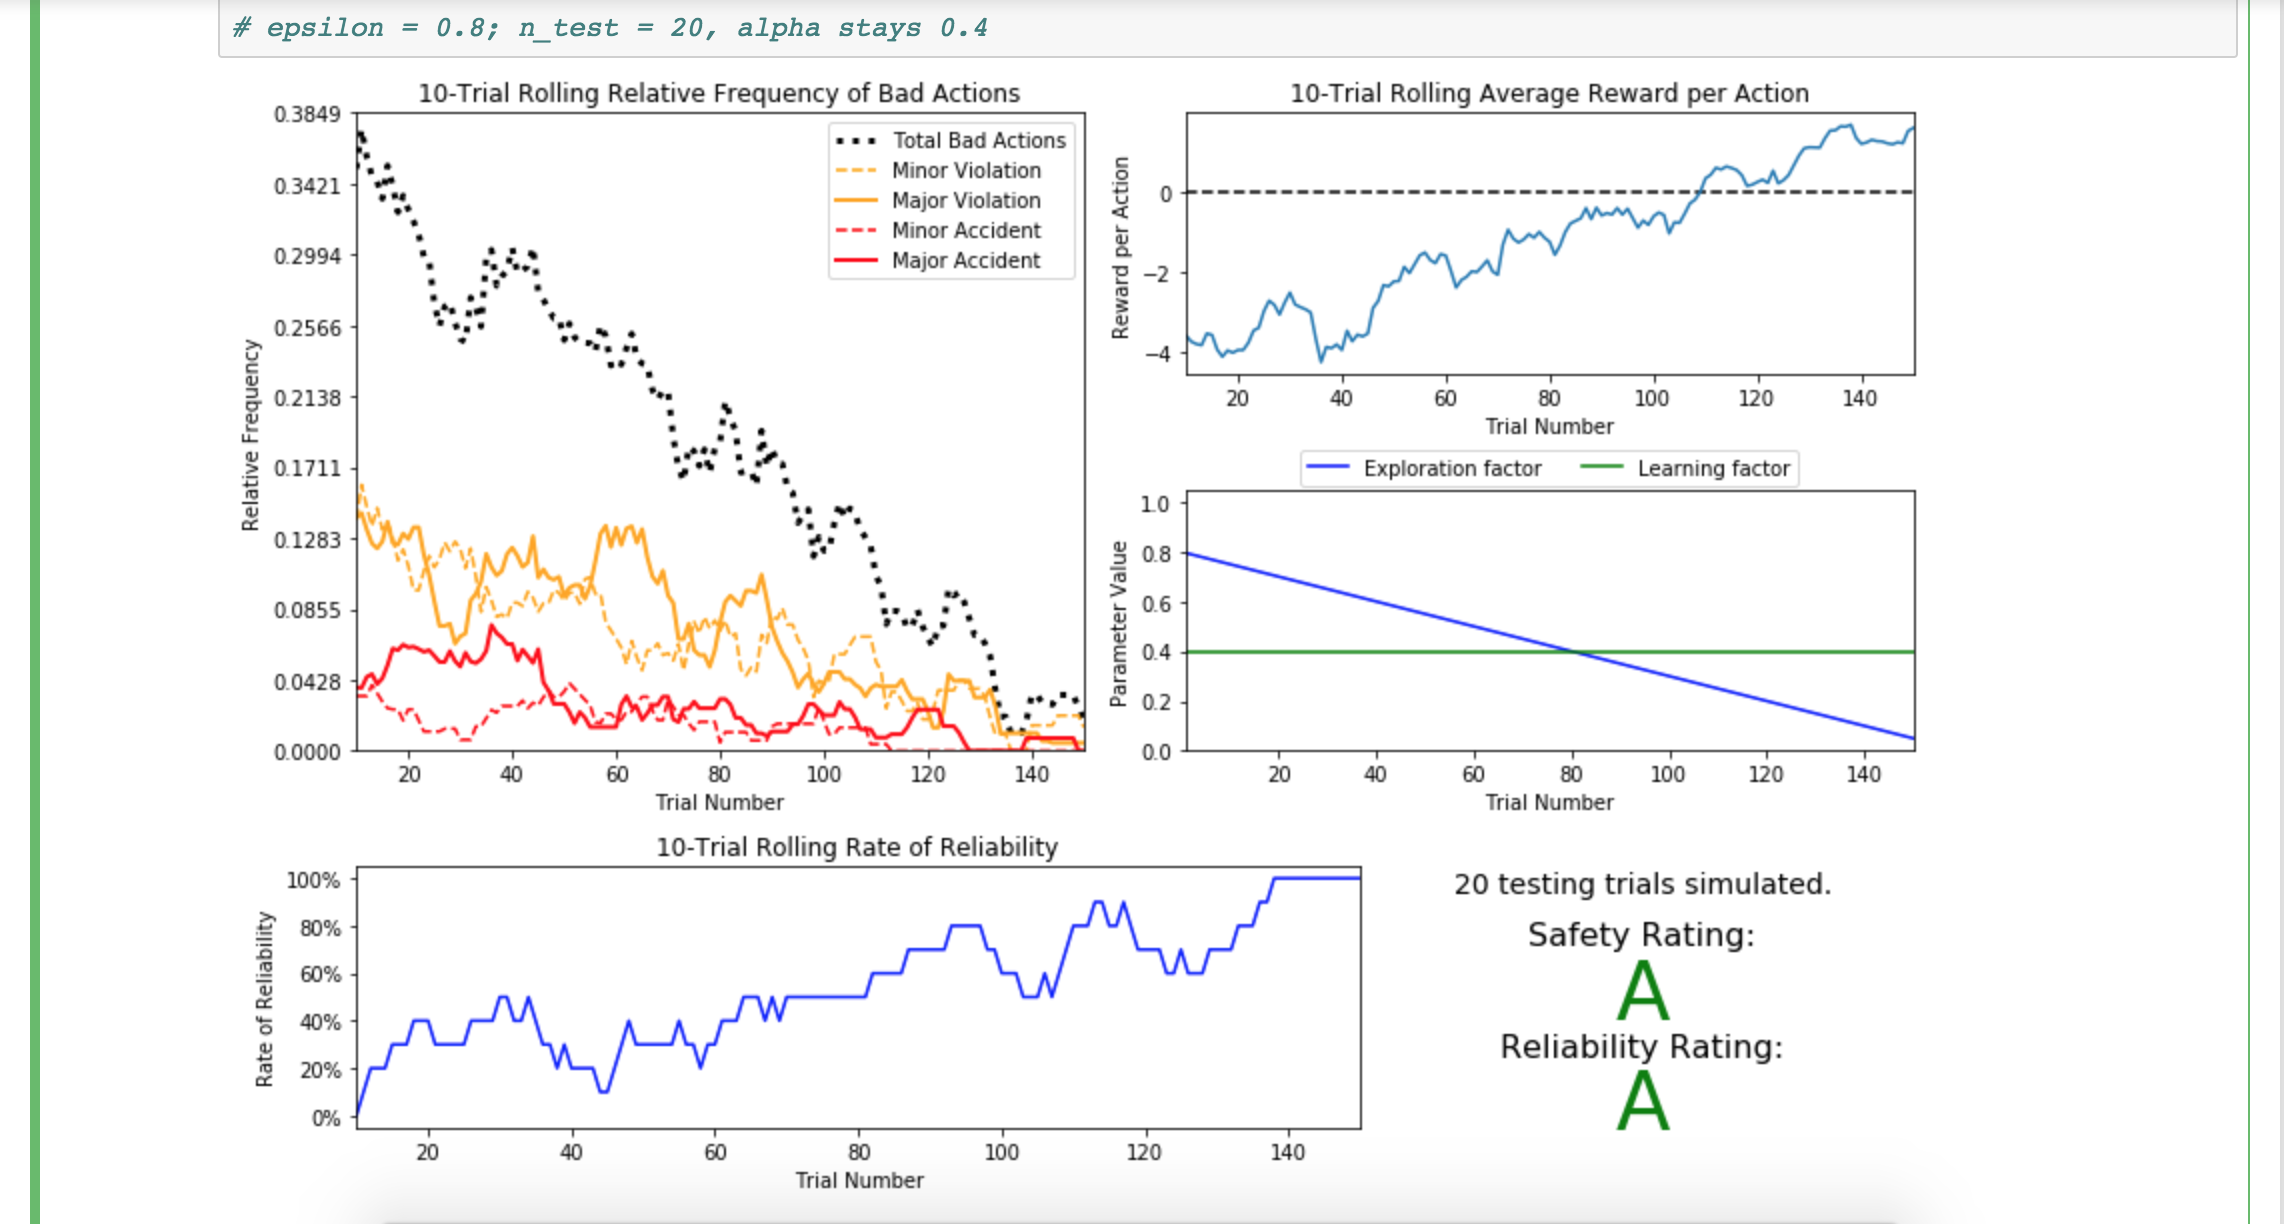 # epsilon = 0.8; n_test = 20, alpha stays 0.4
10-Trial Rolling Relative Frequency of Bad Actions
0.3849
0.3421
0.2994
0.2566
0.2138
0.1711
0.1283
0.0855
0.0428
0.0000
Relative Frequency
Total Bad Actions
Minor Violation
Major Violation
Minor Accident
Major Accident
20 40 60 80 100 120 140
Trial Number
10-Trial Rolling Average Reward per Action
Reward per Action
0
−2
−4
20 40 60 80 100 120 140
Trial Number
Exploration factor Learning factor
Parameter Value
1.0
0.8
0.6
0.4
0.2
0.0
20 40 60 80 100 120 140
Trial Number
10-Trial Rolling Rate of Reliability
Rate of Reliability
100%
80%
60%
40%
20%
0%
20 40 60 80 100 120 140
Trial Number
20 testing trials simulated.
Safety Rating:
A
Reliability Rating:
A